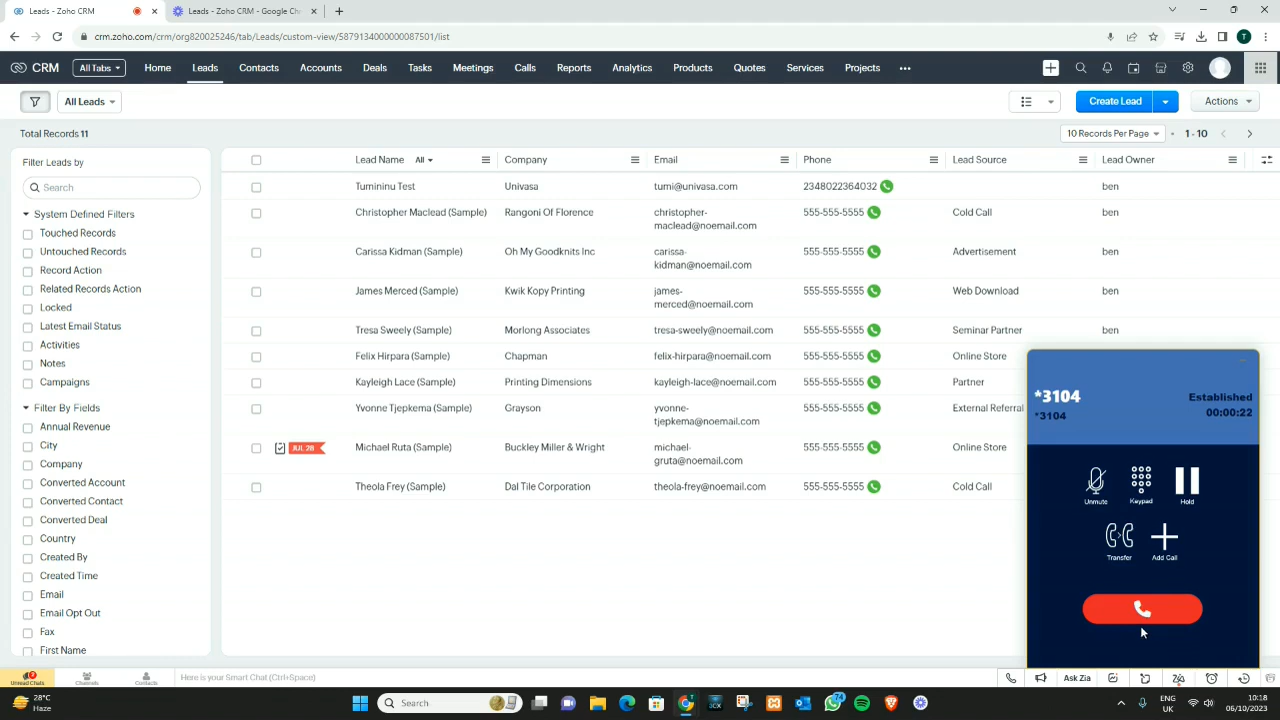 Leads - Zoho CRM
Leads - Zoho CRM - Google Ch
crm.zoho.com/crm/org820025246/tab/Leads/custom-view/5879134000000087501/list
T
CRM
All Tabs
Home
Leads
Contacts
Accounts
Deals
Tasks
Meetings
Calls
Reports
Analytics
Products
Quotes
Services
Projects
All Leads
Create Lead
Actions
Total Records 11
10 Records Per Page
1 - 10
Filter Leads by
Search
System Defined Filters
Touched Records
Untouched Records
Record Action
Related Records Action
Locked
Latest Email Status
Activities
Notes
Campaigns
Filter By Fields
Annual Revenue
City
Company
Converted Account
Converted Contact
Converted Deal
Country
Created By
Created Time
Email
Email Opt Out
Fax
First Name
Lead Name All Company Email Phone Lead Source Lead Owner
Tumininu Test Univasa tumi@univasa.com 2348022364032 ben
Christopher Maclead (Sample) Rangoni Of Florence christopher- 555-555-5555 Cold Call ben
maclead@noemail.com
Carissa Kidman (Sample) Oh My Goodknits Inc carissa- 555-555-5555 Advertisement ben
kidman@noemail.com
James Merced (Sample) Kwik Kopy Printing james- 555-555-5555 Web Download ben
merced@noemail.com
Tresa Sweely (Sample) Morlong Associates tresa-sweely@noemail.com 555-555-5555 Seminar Partner ben
Felix Hirpara (Sample) Chapman felix-hirpara@noemail.com 555-555-5555 Online Store
Kayleigh Lace (Sample) Printing Dimensions kayleigh-lace@noemail.com 555-555-5555 Partner
Yvonne Tjepkema (Sample) Grayson yvonne- 555-555-5555 External Referral
tjepkema@noemail.com
JUL 28 Michael Ruta (Sample) Buckley Miller & Wright michael- 555-555-5555 Online Store
gruta@noemail.com
Theola Frey (Sample) Dal Tile Corporation theola-frey@noemail.com 555-555-5555 Cold Call
*3104
Established
*3104
00:00:22
Unmute
Keypad
Hold
Transfer
Add Call
Unread Chats
Channels
Contacts
Here is your Smart Chat (Ctrl+Space)
Ask Zia
28°C
Haze
Search
74
ENG
UK
10:18
06/10/2023